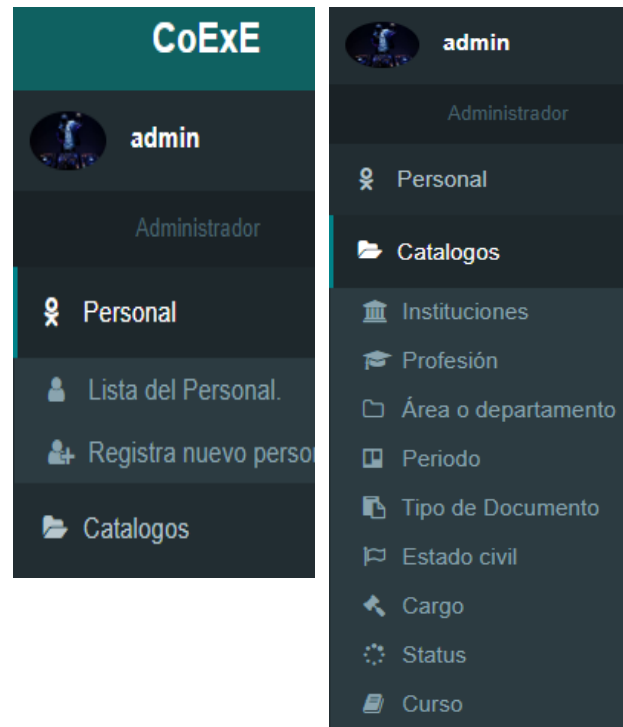 CoExE
admin
Administrador
Personal
Lista del Personal.
Registra nuevo perso
Catalogos
admin
Administrador
Personal
Catalogos
Instituciones
Profesión
Área o departamento
Periodo
Tipo de Documento
Estado civil
Cargo
Status
Curso